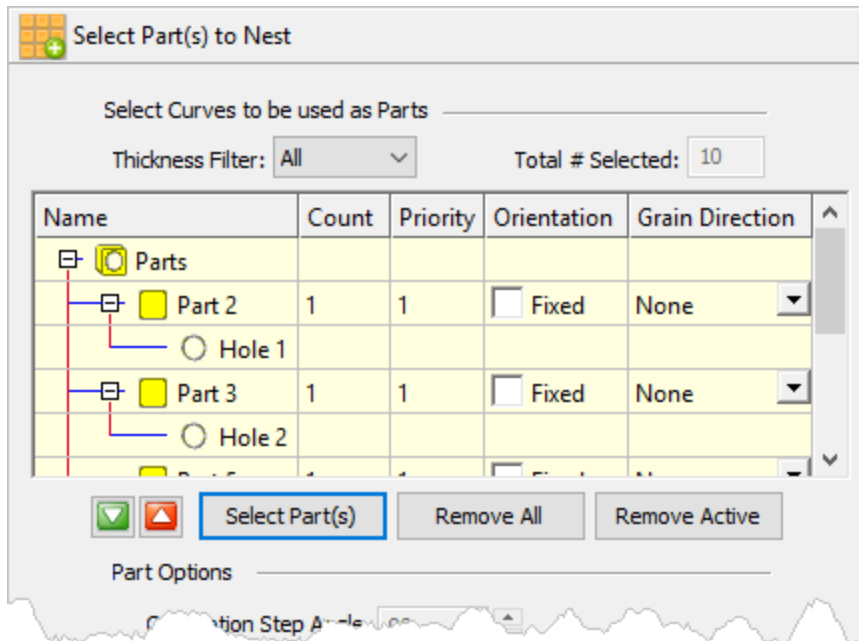 Select Part(s) to Nest
Select Curves to be used as Parts
Thickness Filter: All Total # Selected: 10
Name Count Priority Orientation Grain Direction
Parts
Part 2 1 1 Fixed None
Hole 1
Part 3 1 1 Fixed None
Hole 2
Select Part(s) Remove All Remove Active
Part Options
Step